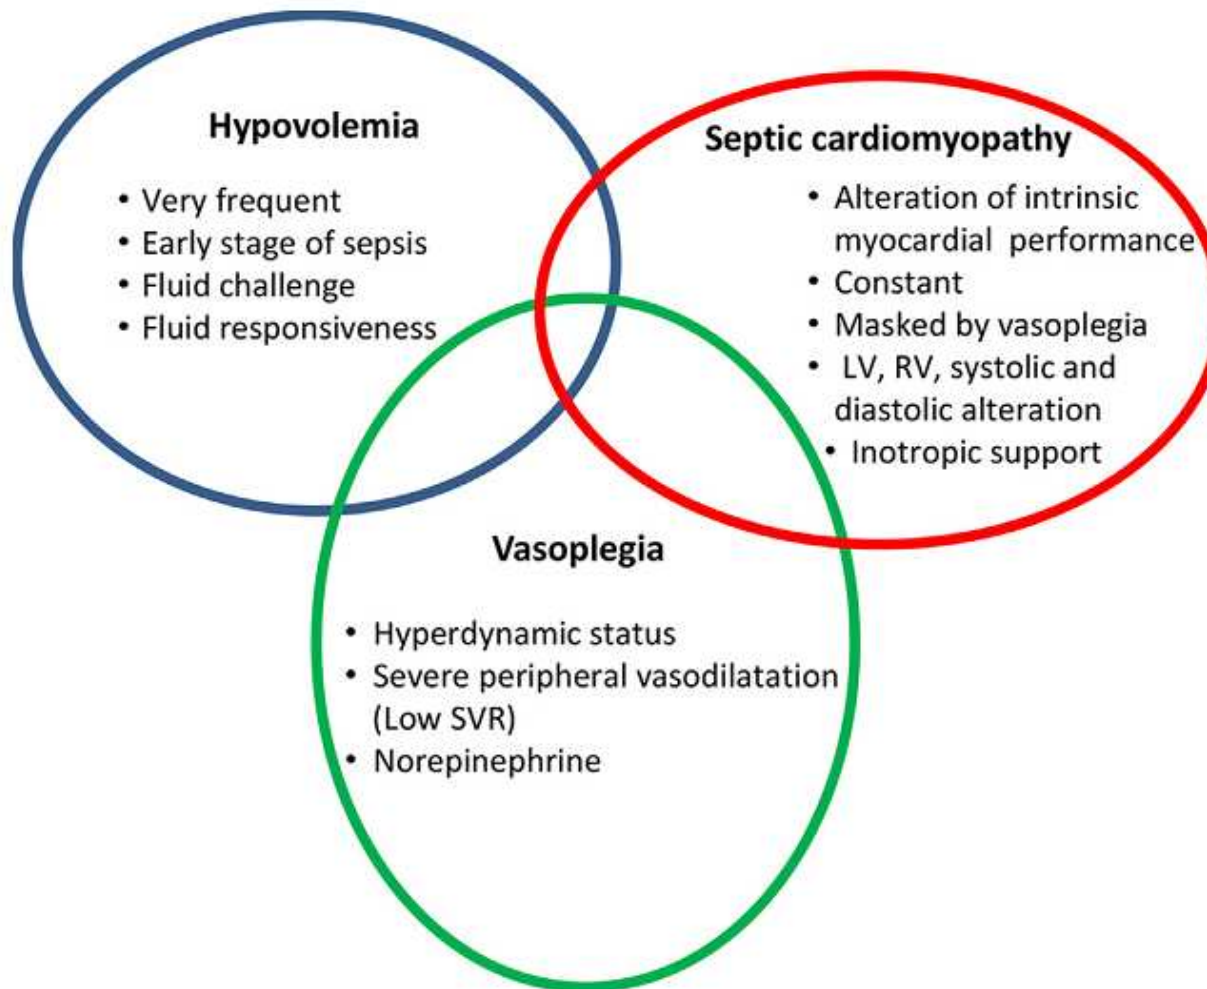 Hypovolemia
• Very frequent
• Early stage of sepsis
• Fluid challenge
• Fluid responsiveness
Septic cardiomyopathy
• Alteration of intrinsic
myocardial performance
• Constant
• Masked by vasoplegia
• LV, RV, systolic and
diastolic alteration
• Inotropic support
Vasoplegia
• Hyperdynamic status
• Severe peripheral vasodilatation
(Low SVR)
• Norepinephrine